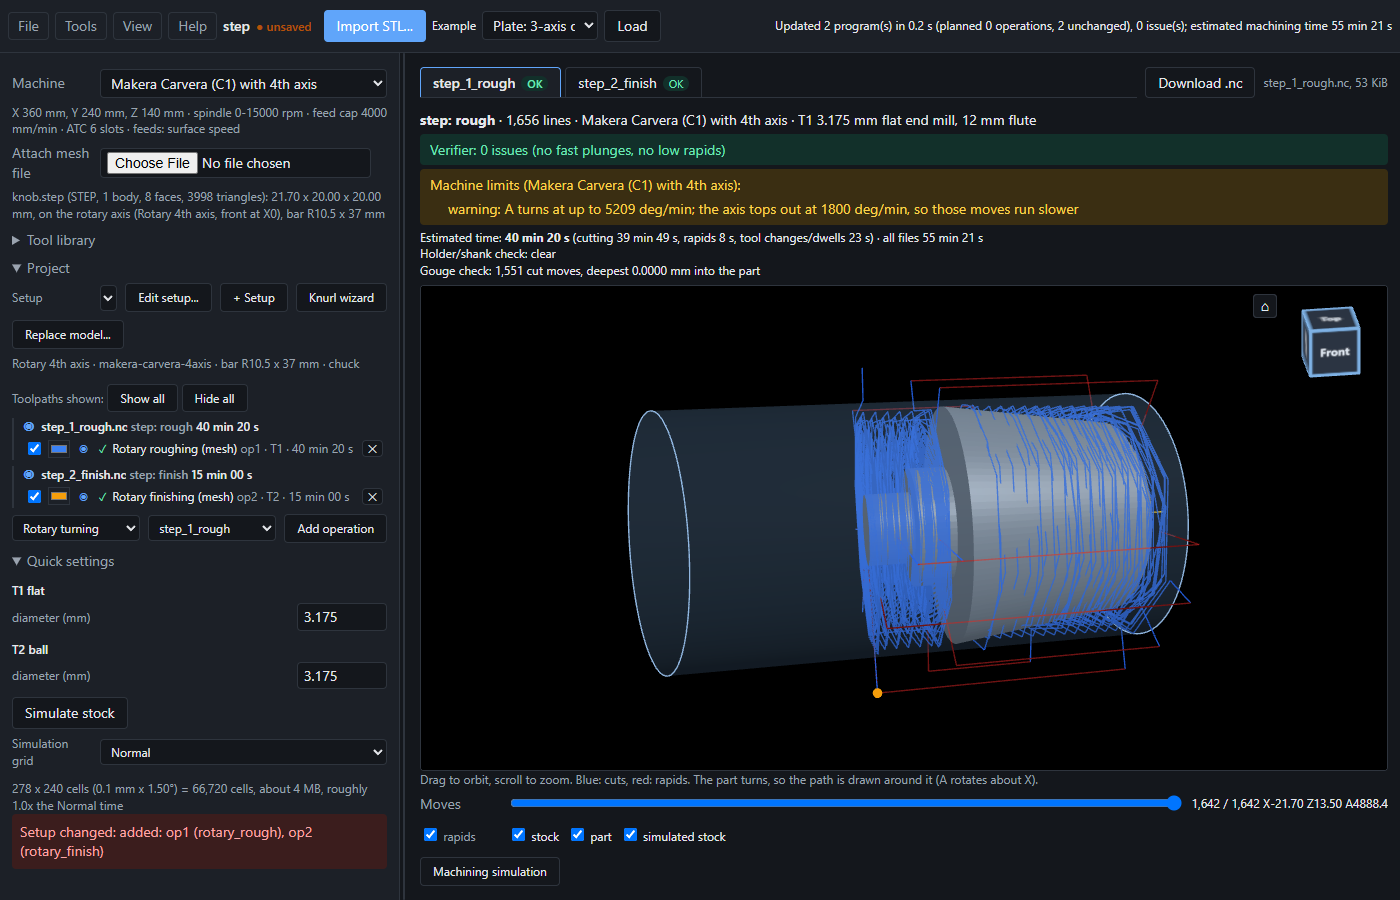 File Tools View Help step • unsaved Import STL... Example Plate: 3-axis c Load Updated 2 program(s) in 0.2 s (planned 0 operations, 2 unchanged), 0 issue(s); estimated machining time 55 min 21 s
Machine Makera Carvera (C1) with 4th axis
X 360 mm, Y 240 mm, Z 140 mm · spindle 0-15000 rpm · feed cap 4000
mm/min · ATC 6 slots · feeds: surface speed
Attach mesh
file
Choose File No file chosen
knob.step (STEP, 1 body, 8 faces, 3998 triangles): 21.70 x 20.00 x 20.00
mm, on the rotary axis (Rotary 4th axis, front at X0), bar R10.5 x 37 mm
▶ Tool library
▼ Project
Setup Edit setup... + Setup Knurl wizard
Replace model...
Rotary 4th axis · makera-carvera-4axis · bar R10.5 x 37 mm · chuck
Toolpaths shown: Show all Hide all
step_1_rough.nc step: rough 40 min 20 s
✓ Rotary roughing (mesh) op1 · T1 · 40 min 20 s ✕
step_2_finish.nc step: finish 15 min 00 s
✓ Rotary finishing (mesh) op2 · T2 · 15 min 00 s ✕
Rotary turning step_1_rough Add operation
▼ Quick settings
T1 flat
diameter (mm) 3.175
T2 ball
diameter (mm) 3.175
Simulate stock
Simulation
grid
Normal
278 x 240 cells (0.1 mm x 1.50°) = 66,720 cells, about 4 MB, roughly
1.0x the Normal time
Setup changed: added: op1 (rotary_rough), op2
(rotary_finish)
step_1_rough OK step_2_finish OK Download .nc step_1_rough.nc, 53 KiB
step: rough · 1,656 lines · Makera Carvera (C1) with 4th axis · T1 3.175 mm flat end mill, 12 mm flute
Verifier: 0 issues (no fast plunges, no low rapids)
Machine limits (Makera Carvera (C1) with 4th axis):
warning: A turns at up to 5209 deg/min; the axis tops out at 1800 deg/min, so those moves run slower
Estimated time: 40 min 20 s (cutting 39 min 49 s, rapids 8 s, tool changes/dwells 23 s) · all files 55 min 21 s
Holder/shank check: clear
Gouge check: 1,551 cut moves, deepest 0.0000 mm into the part
Top
Front
Drag to orbit, scroll to zoom. Blue: cuts, red: rapids. The part turns, so the path is drawn around it (A rotates about X).
Moves 1,642 / 1,642 X-21.70 Z13.50 A4888.4
rapids stock part simulated stock
Machining simulation